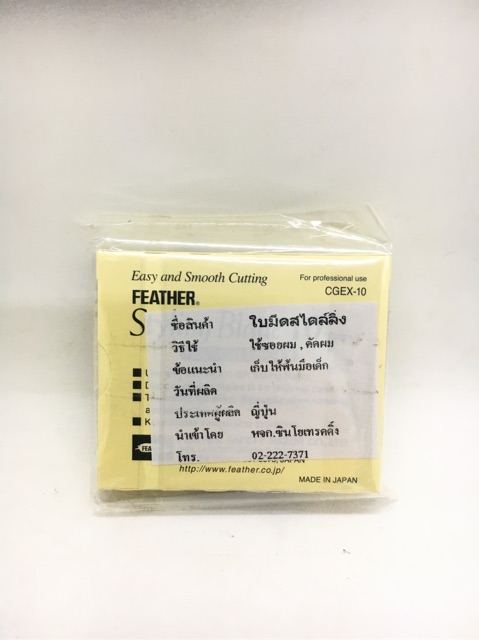 Easy and Smooth Cutting
For professional use
FEATHER®
CGEX-10
S
ชื่อสินค้า ใบมีดสไตล์ลิ่ง
วิธีใช้ ใช้ซอยผม , ตัดผม
ข้อแนะนำ เก็บให้พ้นมือเด็ก
วันที่ผลิต
ประเทศผู้ผลิต ญี่ปุ่น
นำเข้าโดย หจก.ชินโยเทรดดิ้ง
โทร. 02-222-7371
http://www.feather.co.jp/
MADE IN JAPAN